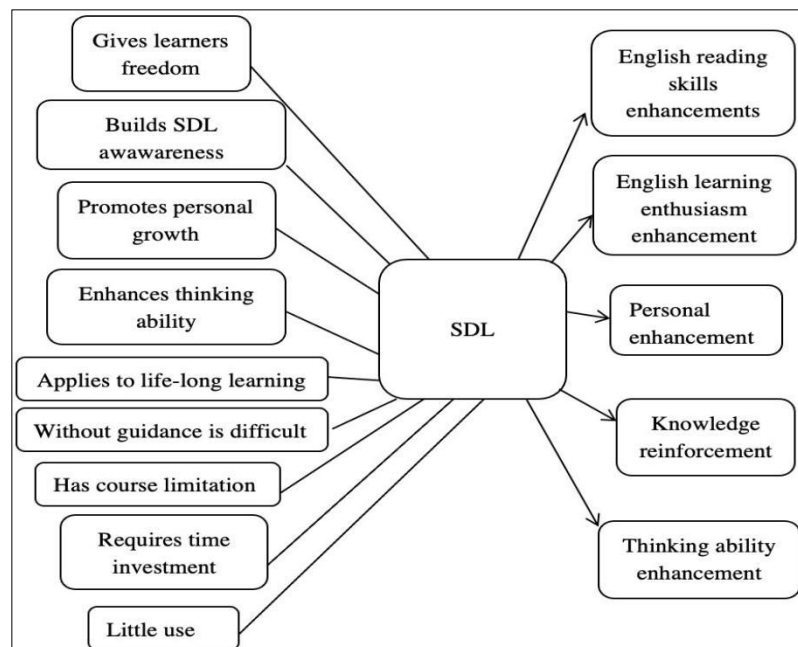 Gives learners
freedom
Builds SDL
awawareness
Promotes personal
growth
Enhances thinking
ability
Applies to life-long learning
Without guidance is difficult
Has course limitation
Requires time
investment
Little use
SDL
English reading
skills
enhancements
English learning
enthusiasm
enhancement
Personal
enhancement
Knowledge
reinforcement
Thinking ability
enhancement